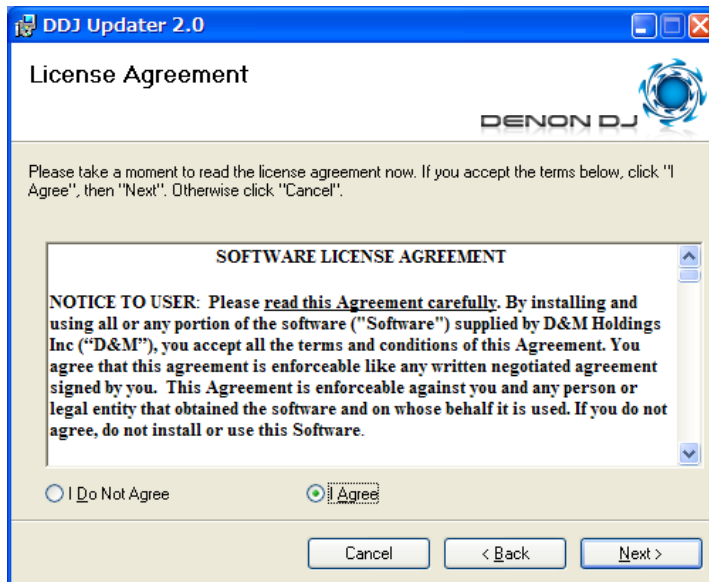 DDJ Updater 2.0
License Agreement
DENON DJ
Please take a moment to read the license agreement now. If you accept the terms below, click "I
Agree", then "Next". Otherwise click "Cancel".
SOFTWARE LICENSE AGREEMENT
NOTICE TO USER:  Please read this Agreement carefully. By installing and
using all or any portion of the software ("Software") supplied by D&M Holdings
Inc (“D&M”), you accept all the terms and conditions of this Agreement. You
agree that this agreement is enforceable like any written negotiated agreement
signed by you.  This Agreement is enforceable against you and any person or
legal entity that obtained the software and on whose behalf it is used. If you do not
agree, do not install or use this Software.
I Do Not Agree
I Agree
Cancel
< Back
Next >